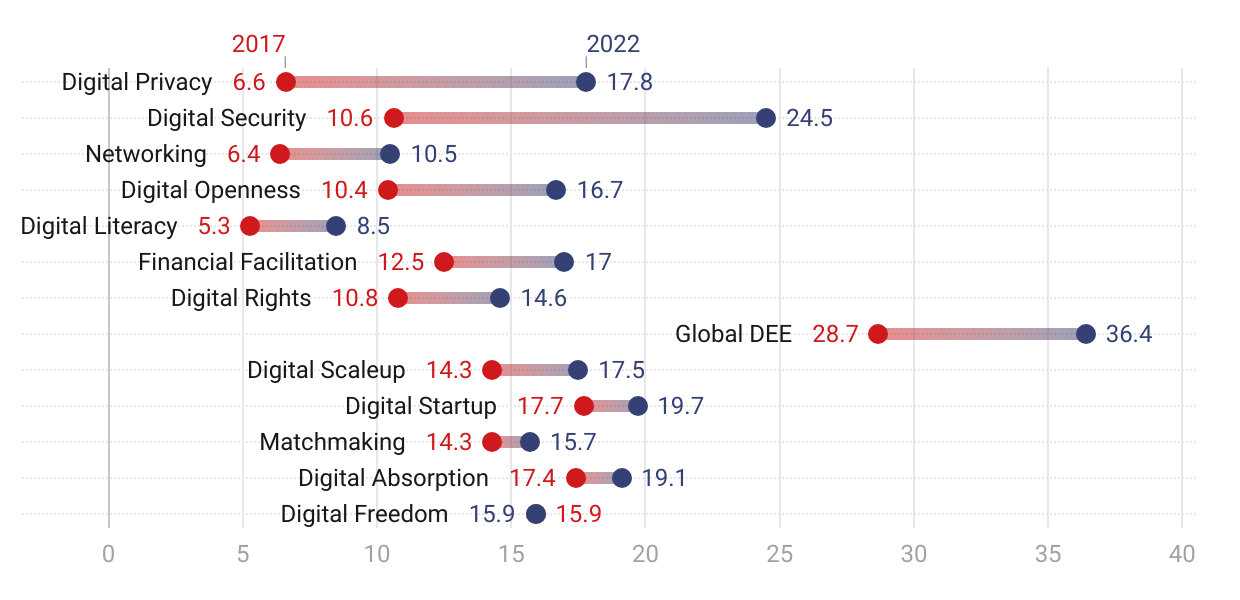 2017 2022
Digital Privacy 6.6 17.8
Digital Security 10.6 24.5
Networking 6.4 10.5
Digital Openness 10.4 16.7
Digital Literacy 5.3 8.5
Financial Facilitation 12.5 17
Digital Rights 10.8 14.6
Global DEE 28.7 36.4
Digital Scaleup 14.3 17.5
Digital Startup 17.7 19.7
Matchmaking 14.3 15.7
Digital Absorption 17.4 19.1
Digital Freedom 15.9 15.9
0 5 10 15 20 25 30 35 40